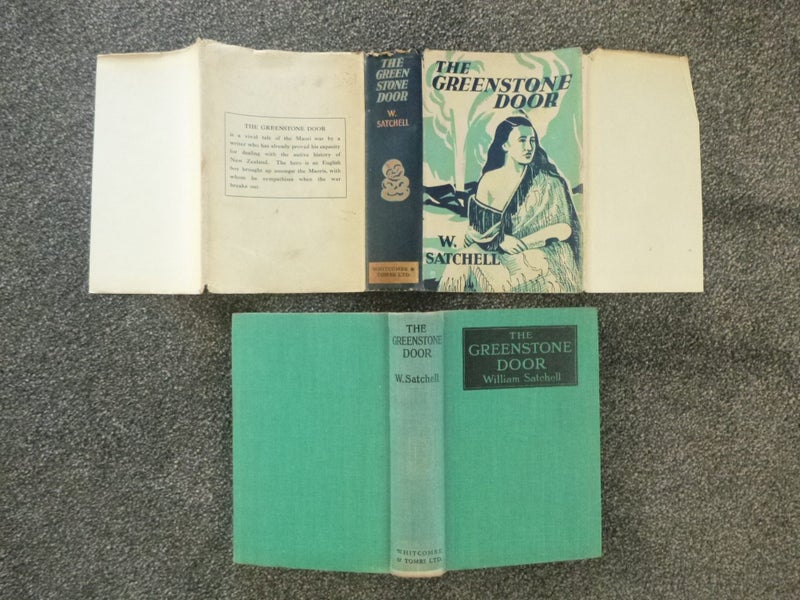 THE GREENSTONE DOOR
is a vivid tale of the Maori war by a
writer who has already proved his capacity
for dealing with the native history of
New Zealand. The hero is an English
boy brought up amongst the Maoris, with
whom he sympathises when the war
breaks out.
THE
GREEN
STONE
DOOR
W.
SATCHELL
WHITCOMBE &
TOMBS LTD.
THE
GREENSTONE
DOOR
W.
SATCHELL
THE
GREENSTONE
DOOR
W. Satchell
WHITCOMBE
& TOMBS LTD.
THE
GREENSTONE
DOOR
William Satchell